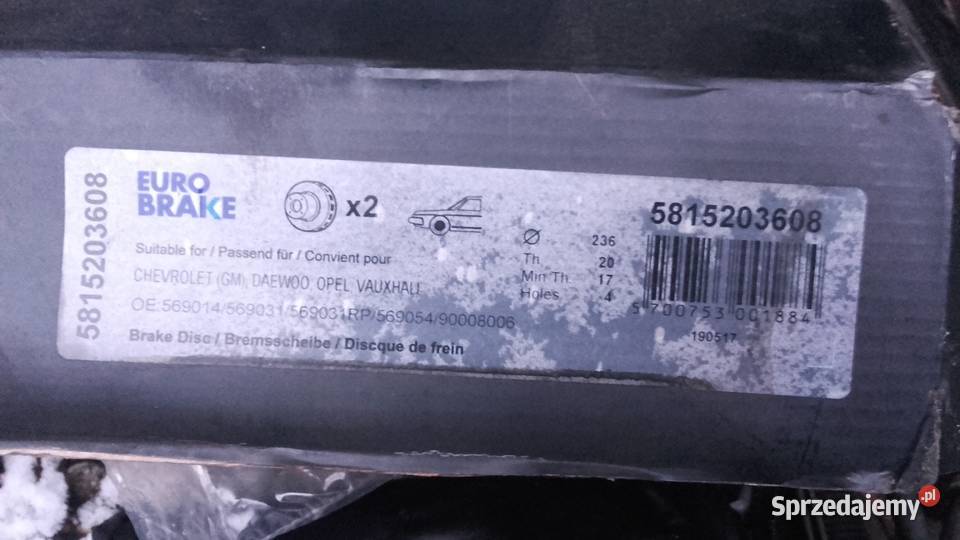 5815203608
EURO
BRAKE
x2
Suitable for / Passend für / Convient pour
CHEVROLET (GM), DAEWOO, OPEL, VAUXHALL
OE:569014/569031/569031RP/569054/90008006
Brake Disc / Bremsscheibe / Discque de frein
Ø 236
Th. 20
Min Th. 17
Holes 4
5815203608
5 700753 001884
190517
Sprzedajemy.pl